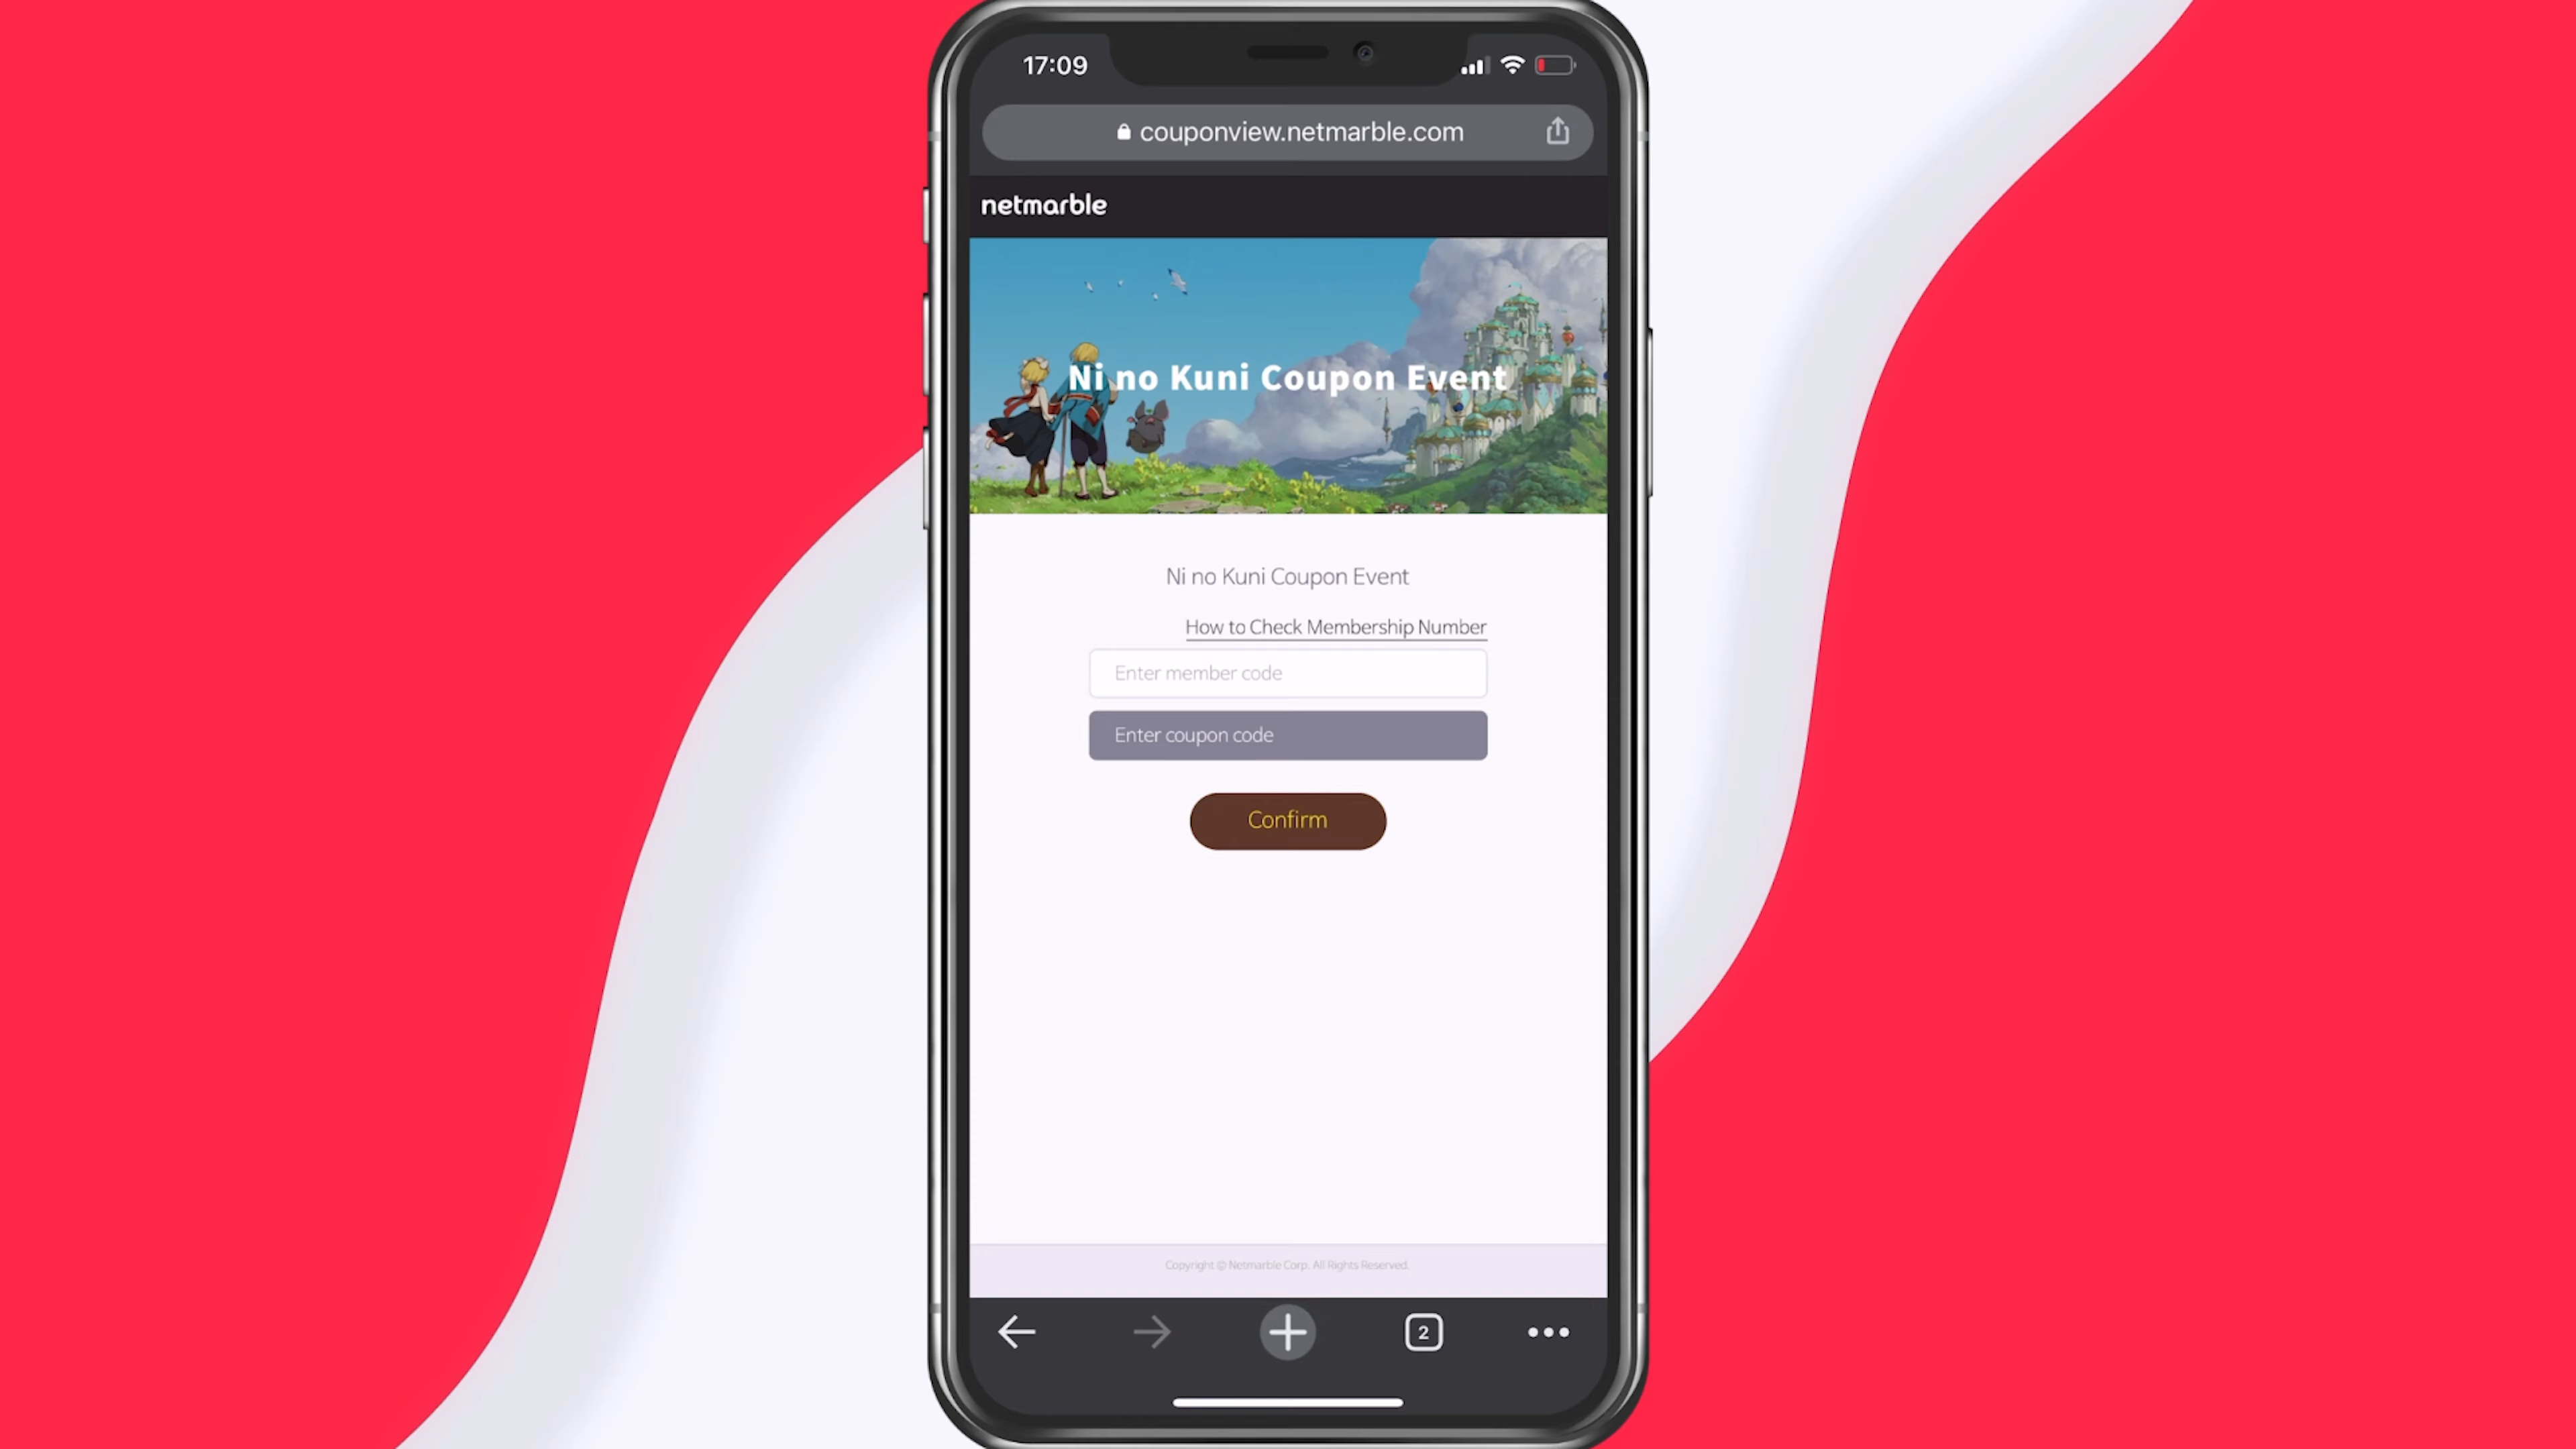 17:09
couponview.netmarble.com
netmarble
Ni no Kuni Coupon Event
Ni no Kuni Coupon Event
How to Check Membership Number
Enter member code
Enter coupon code
Confirm
Copyright © Netmarble Corp. All Rights Reserved.
2